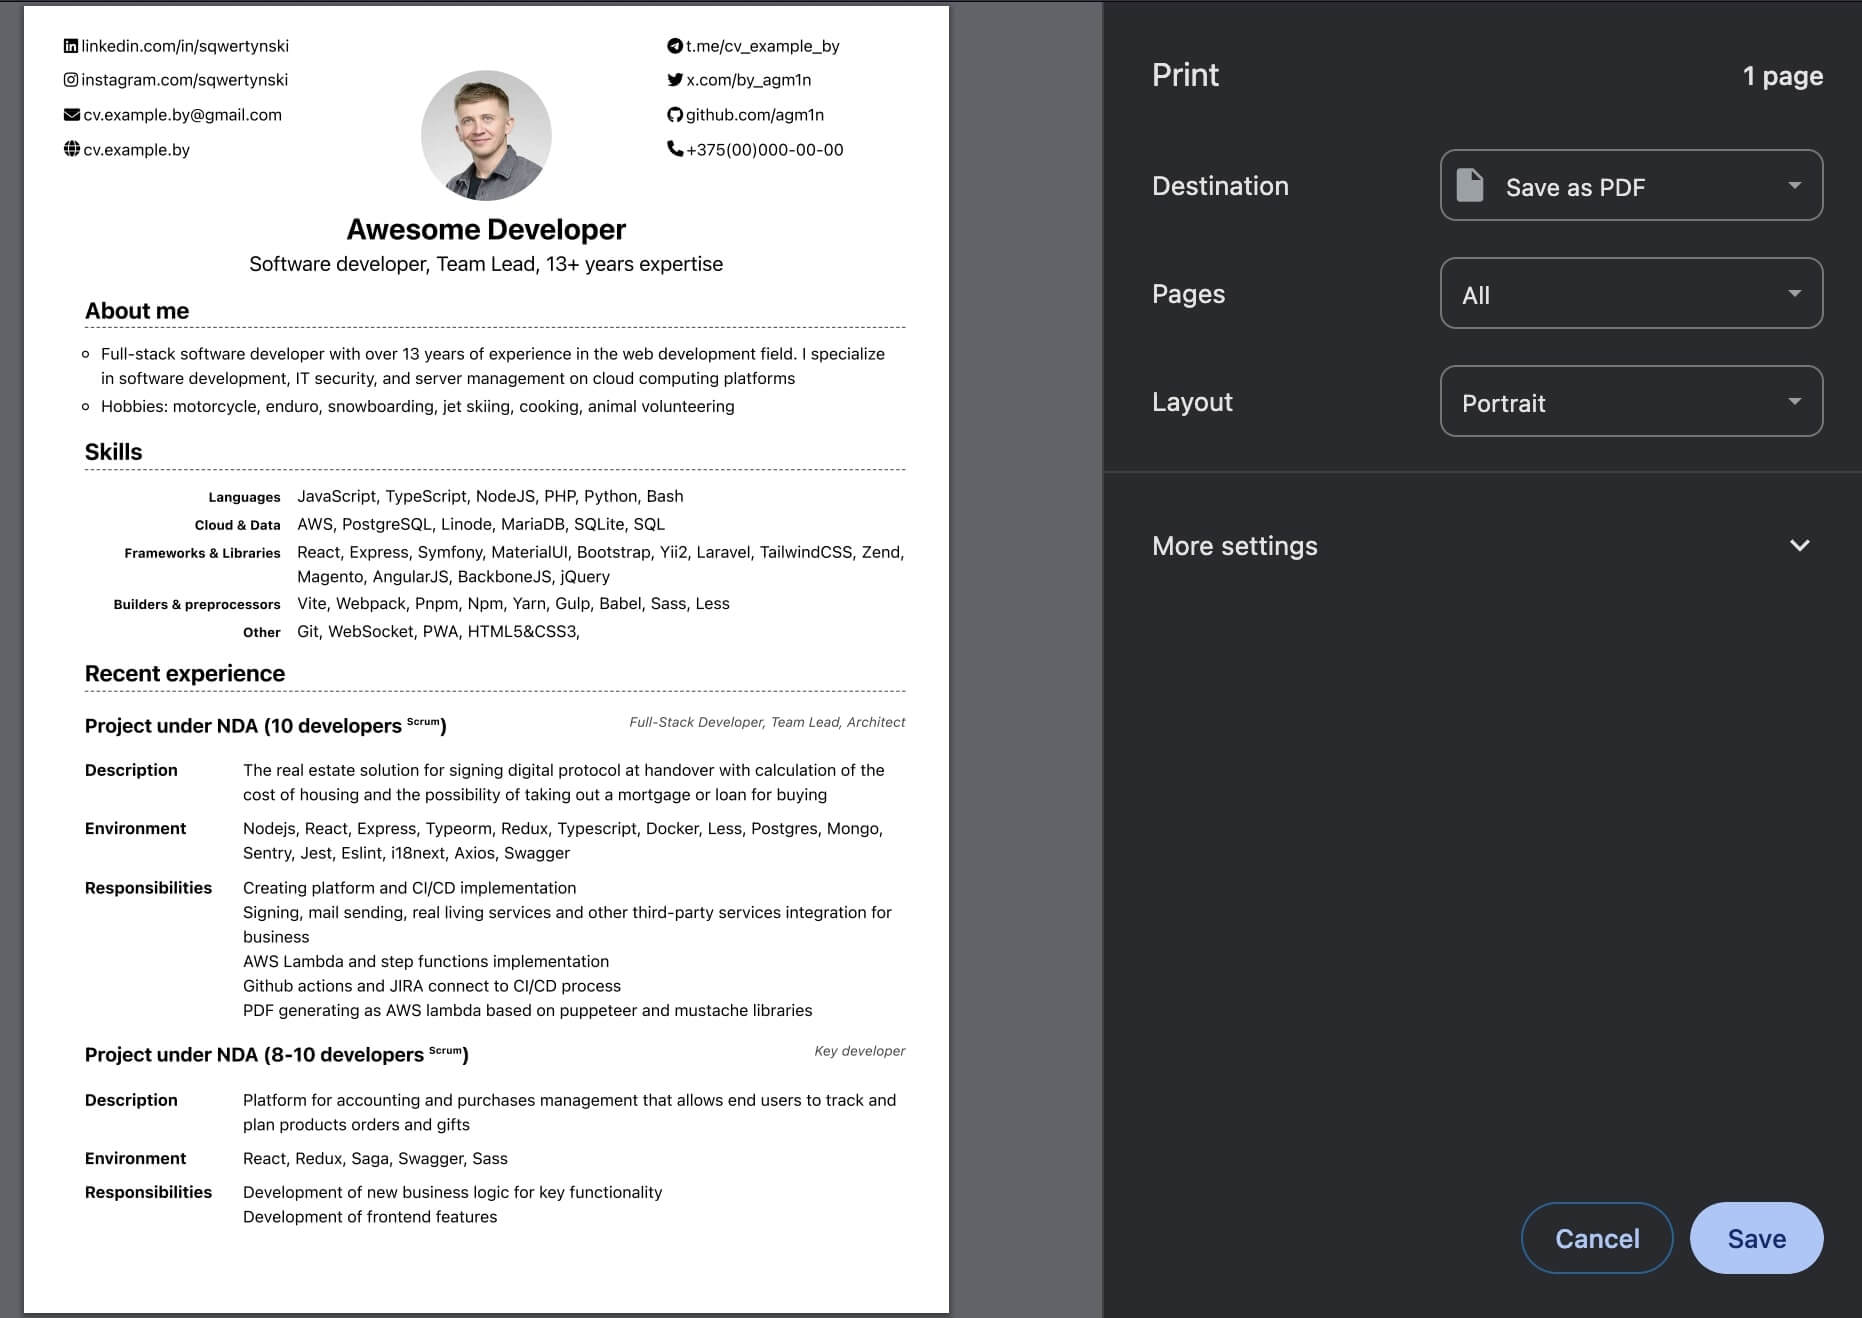 linkedin.com/in/sqwertynski
instagram.com/sqwertynski
cv.example.by@gmail.com
cv.example.by
t.me/cv_example_by
x.com/by_agm1n
github.com/agm1n
+375(00)000-00-00
Awesome Developer
Software developer, Team Lead, 13+ years expertise
About me
Full-stack software developer with over 13 years of experience in the web development field. I specialize
in software development, IT security, and server management on cloud computing platforms
Hobbies: motorcycle, enduro, snowboarding, jet skiing, cooking, animal volunteering
Skills
Languages JavaScript, TypeScript, NodeJS, PHP, Python, Bash
Cloud & Data AWS, PostgreSQL, Linode, MariaDB, SQLite, SQL
Frameworks & Libraries React, Express, Symfony, MaterialUI, Bootstrap, Yii2, Laravel, TailwindCSS, Zend,
Magento, AngularJS, BackboneJS, jQuery
Builders & preprocessors Vite, Webpack, Pnpm, Npm, Yarn, Gulp, Babel, Sass, Less
Other Git, WebSocket, PWA, HTML5&CSS3,
Recent experience
Project under NDA (10 developers Scrum) Full-Stack Developer, Team Lead, Architect
Description The real estate solution for signing digital protocol at handover with calculation of the
cost of housing and the possibility of taking out a mortgage or loan for buying
Environment Nodejs, React, Express, Typeorm, Redux, Typescript, Docker, Less, Postgres, Mongo,
Sentry, Jest, Eslint, i18next, Axios, Swagger
Responsibilities Creating platform and CI/CD implementation
Signing, mail sending, real living services and other third-party services integration for
business
AWS Lambda and step functions implementation
Github actions and JIRA connect to CI/CD process
PDF generating as AWS lambda based on puppeteer and mustache libraries
Project under NDA (8-10 developers Scrum) Key developer
Description Platform for accounting and purchases management that allows end users to track and
plan products orders and gifts
Environment React, Redux, Saga, Swagger, Sass
Responsibilities Development of new business logic for key functionality
Development of frontend features
Print 1 page
Destination Save as PDF
Pages All
Layout Portrait
More settings
Cancel Save